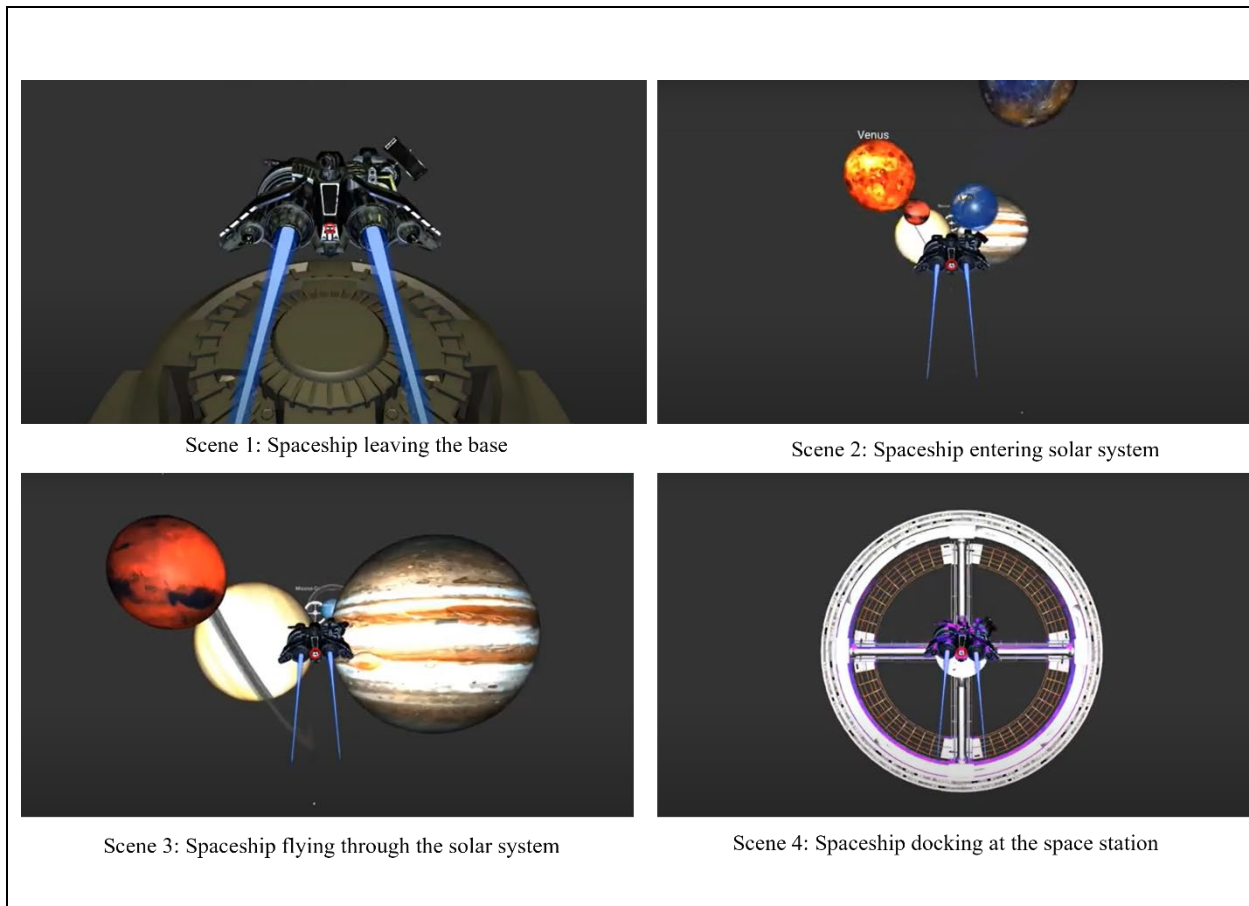 Venus
Scene 1: Spaceship leaving the base
Scene 2: Spaceship entering solar system
Scene 3: Spaceship flying through the solar system
Scene 4: Spaceship docking at the space station